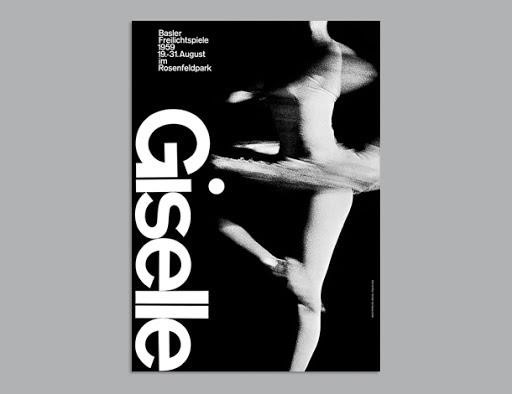 Basler
Freilichtspiele
1959
19.-31. August
im
Rosenfeldpark
Giselle